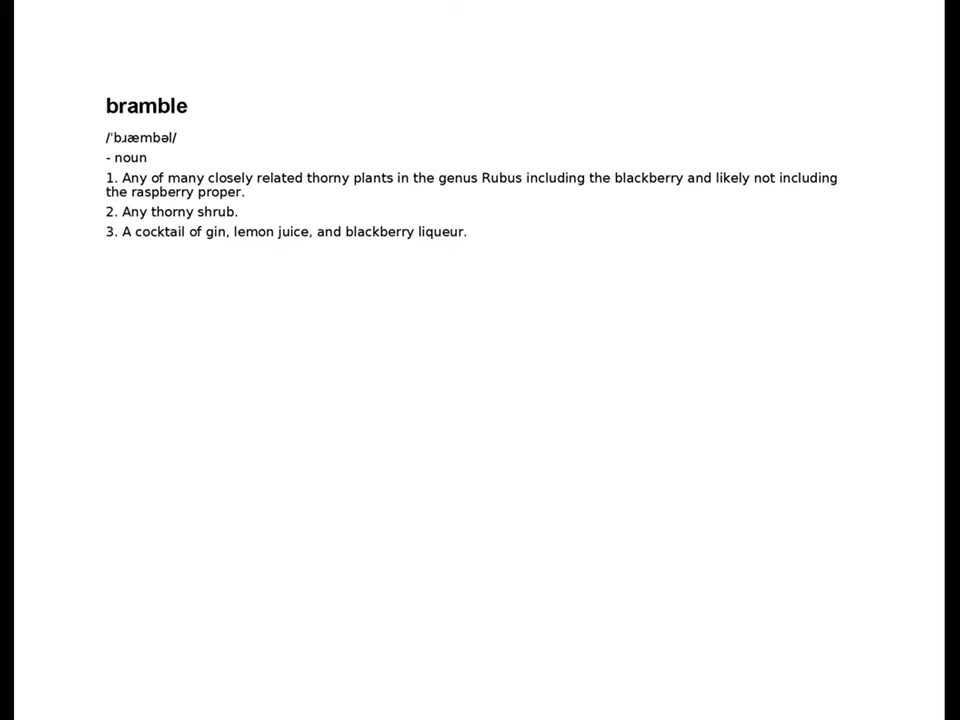 bramble
/ˈbɹæmbəl/
- noun
1. Any of many closely related thorny plants in the genus Rubus including the blackberry and likely not including
the raspberry proper.
2. Any thorny shrub.
3. A cocktail of gin, lemon juice, and blackberry liqueur.